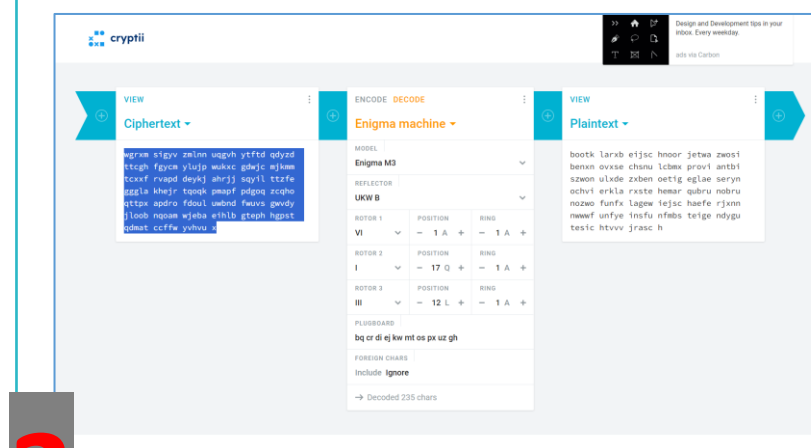 cryptii
Design and Development tips in your
inbox. Every weekday.
ads via Carbon
VIEW
Ciphertext
wgrxm sigyv zmlnn uqgvh ytftd qdyzd
ttcgh fgycm ylujp wukxc gdwjc mjkmm
tcxxf rvapd deykj ahrjj sqyil ttzfe
gggla khejr tqoqk pmapf pdgoq zcqho
qttpx apdro fdoul uwbnd fwuvs gwvdy
jloob nqoam wjeba eihlb gteph hgpst
qdmat ccffw yvhvu x
ENCODE DECODE
Enigma machine
MODEL
Enigma M3
REFLECTOR
UKW B
ROTOR 1 POSITION RING
VI − 1 A + − 1 A +
ROTOR 2 POSITION RING
I − 17 Q + − 1 A +
ROTOR 3 POSITION RING
III − 12 L + − 1 A +
PLUGBOARD
bq cr di ej kw mt os px uz gh
FOREIGN CHARS
Include Ignore
→ Decoded 235 chars
VIEW
Plaintext
bootk larxb eijsc hnoor jetwa zwosi
benxn ovxse chsnu lcbmx provi antbi
szwon ulxde zxben oetig eglae seryn
ochvi erkla rxste hemar qubru nobru
nozwo funfx lagew iejsc haefe rjxnn
nwwwf unfye insfu nfmbs teige ndygu
tesic htvvv jrasc h